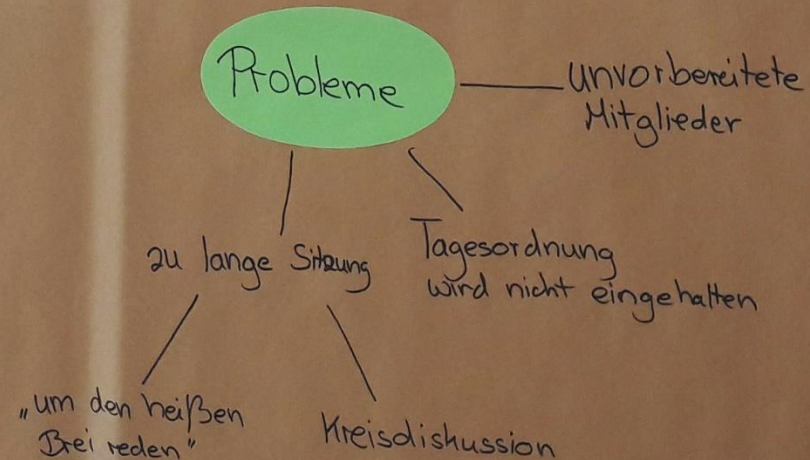 Probleme
unvorbereitete
Mitglieder
zu lange Sitzung
Tagesordnung
wird nicht eingehalten
„um den heißen
Brei reden“
Kreisdiskussion